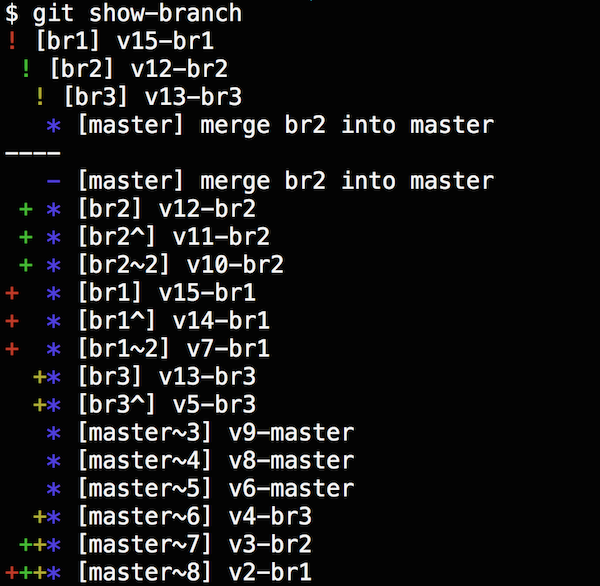 $ git show-branch
! [br1] v15-br1
 ! [br2] v12-br2
  ! [br3] v13-br3
   * [master] merge br2 into master
----
   - [master] merge br2 into master
 + * [br2] v12-br2
 + * [br2^] v11-br2
 + * [br2~2] v10-br2
+  * [br1] v15-br1
+  * [br1^] v14-br1
+  * [br1~2] v7-br1
  +* [br3] v13-br3
  +* [br3^] v5-br3
   * [master~3] v9-master
   * [master~4] v8-master
   * [master~5] v6-master
  +* [master~6] v4-br3
 ++* [master~7] v3-br2
+++* [master~8] v2-br1